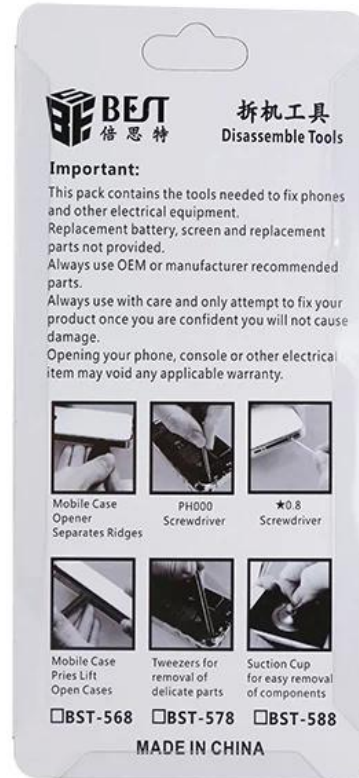 BEST
倍思特
拆机工具
Disassemble Tools
Important:
This pack contains the tools needed to fix phones
and other electrical equipment.
Replacement battery, screen and replacement
parts not provided.
Always use OEM or manufacturer recommended
parts.
Always use with care and only attempt to fix your
product once you are confident you will not cause
damage.
Opening your phone, console or other electrical
item may void any applicable warranty.
Mobile Case
Opener
Separates Ridges
PH000
Screwdriver
★0.8
Screwdriver
Mobile Case
Pries Lift
Open Cases
Tweezers for
removal of
delicate parts
Suction Cup
for easy removal
of components
□BST-568 □BST-578 □BST-588
MADE IN CHINA